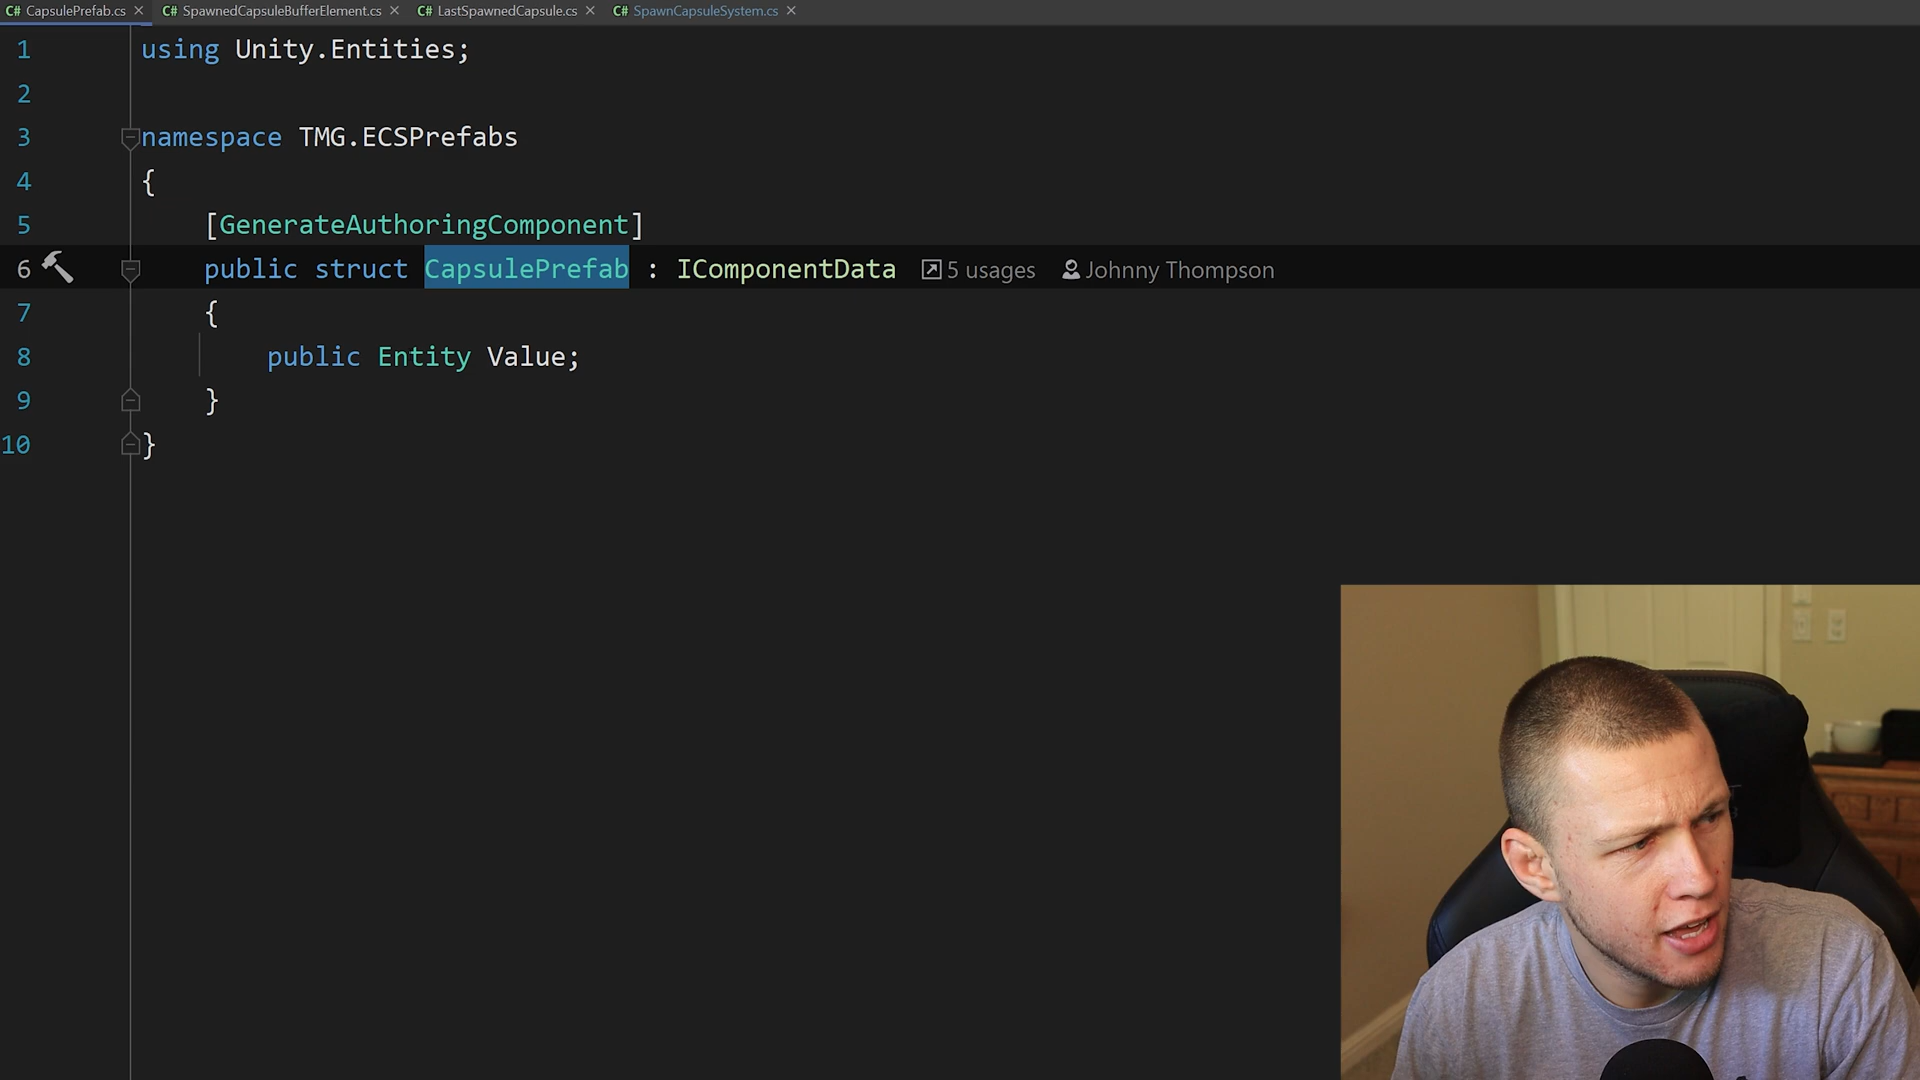 C# CapsulePrefab.cs × C# SpawnedCapsuleBufferElement.cs × C# LastSpawnedCapsule.cs × C# SpawnCapsuleSystem.cs ×
1 using Unity.Entities;
2
3 namespace TMG.ECSPrefabs
4 {
5 [GenerateAuthoringComponent]
6 public struct CapsulePrefab : IComponentData 5 usages Johnny Thompson
7 {
8 public Entity Value;
9 }
10 }